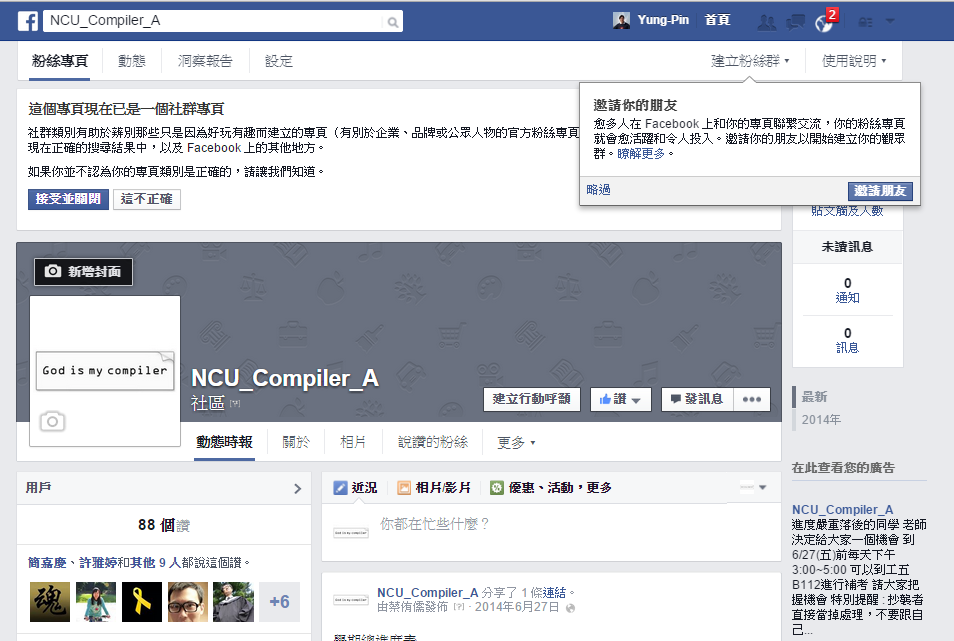 NCU_Compiler_A
Yung-Pin 首頁
2
粉絲專頁 動態 洞察報告 設定 建立粉絲群 使用說明
這個專頁現在已是一個社群專頁
社群類別有助於辨別那些只是因為好玩有趣而建立的專頁（有別於企業、品牌或公眾人物的官方粉絲專頁
現在正確的搜尋結果中，以及 Facebook 上的其他地方。
如果你並不認為你的專頁類別是正確的，請讓我們知道。
接受並關閉 這不正確
邀請你的朋友
愈多人在 Facebook 上和你的專頁聯繫交流，你的粉絲專頁
就會愈活躍和令人投入。邀請你的朋友以開始建立你的觀眾
群。瞭解更多。
略過 邀請朋友
貼文觸及人數
未讀訊息
0
通知
0
訊息
新增封面
God is my compiler
NCU_Compiler_A
社區 [?]
建立行動呼籲 讚 發訊息 •••
動態時報 關於 相片 說讚的粉絲 更多
最新
2014年
用戶
88 個讚
簡嘉慶、許雅婷和其他 9 人都說這個讚。
魂
+6
近況 相片/影片 優惠、活動，更多
你都在忙些什麼？
NCU_Compiler_A 分享了 1 條連結。
[?] · 2014年6月27日
在此查看您的廣告
NCU_Compiler_A
進度嚴重落後的同學 老師
決定給大家一個機會 到
6/27(五)前每天下午
3:00~5:00 可以到工五
B112進行補考 請大家把
握機會 特別提醒 : 抄襲者
直接當掉處理，不要跟自
己...